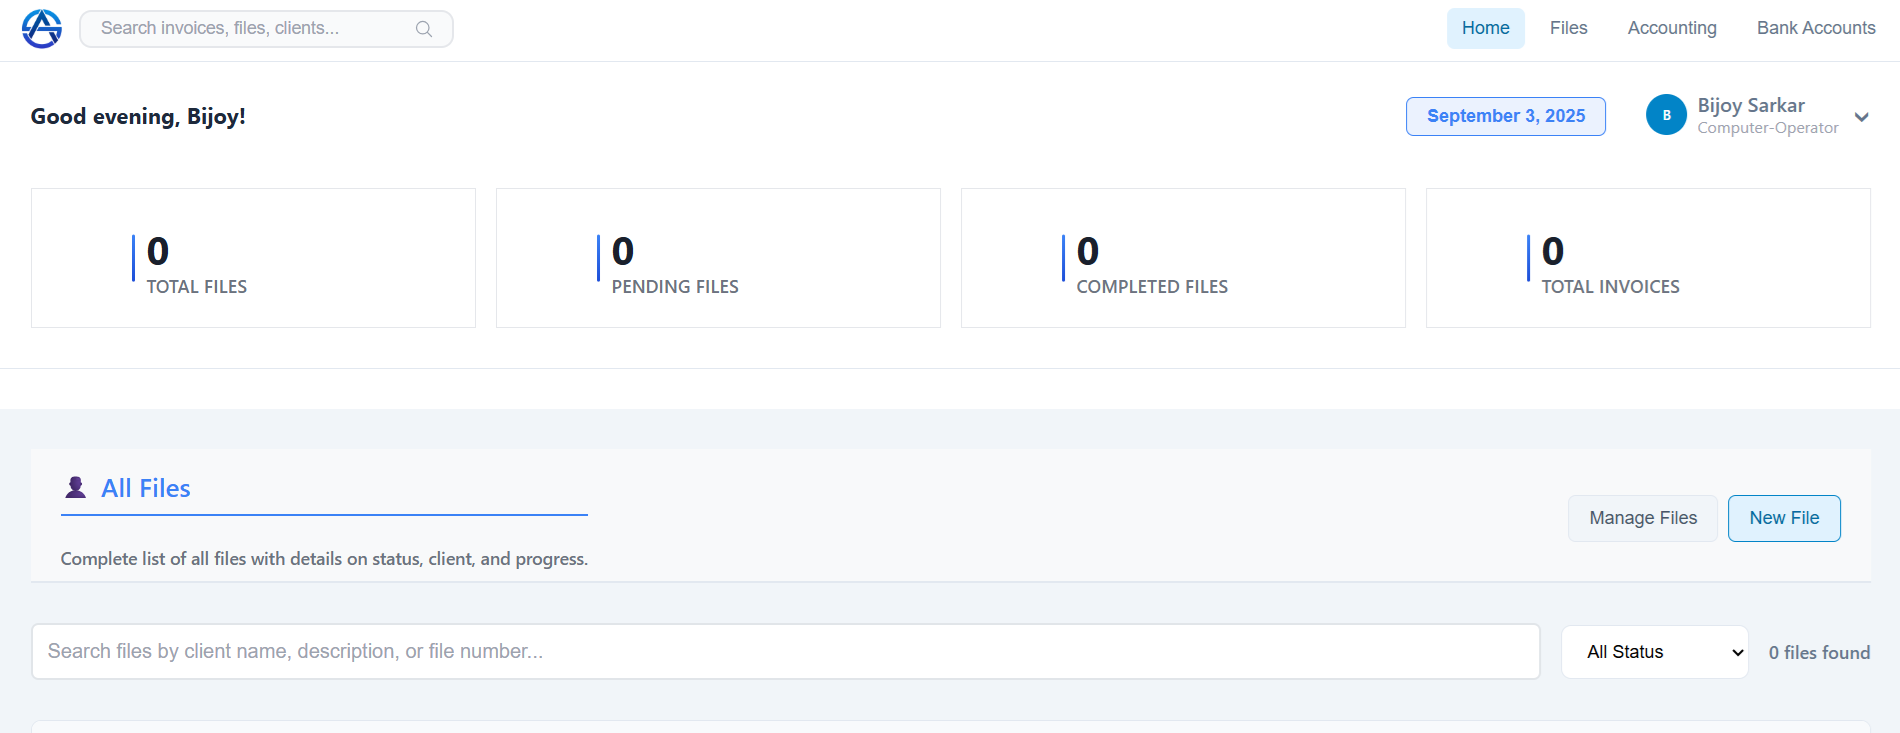 Search invoices, files, clients...
Home Files Accounting Bank Accounts
Good evening, Bijoy!
September 3, 2025
B
Bijoy Sarkar
Computer-Operator
0
TOTAL FILES
0
PENDING FILES
0
COMPLETED FILES
0
TOTAL INVOICES
All Files
Complete list of all files with details on status, client, and progress.
Manage Files
New File
Search files by client name, description, or file number...
All Status
0 files found